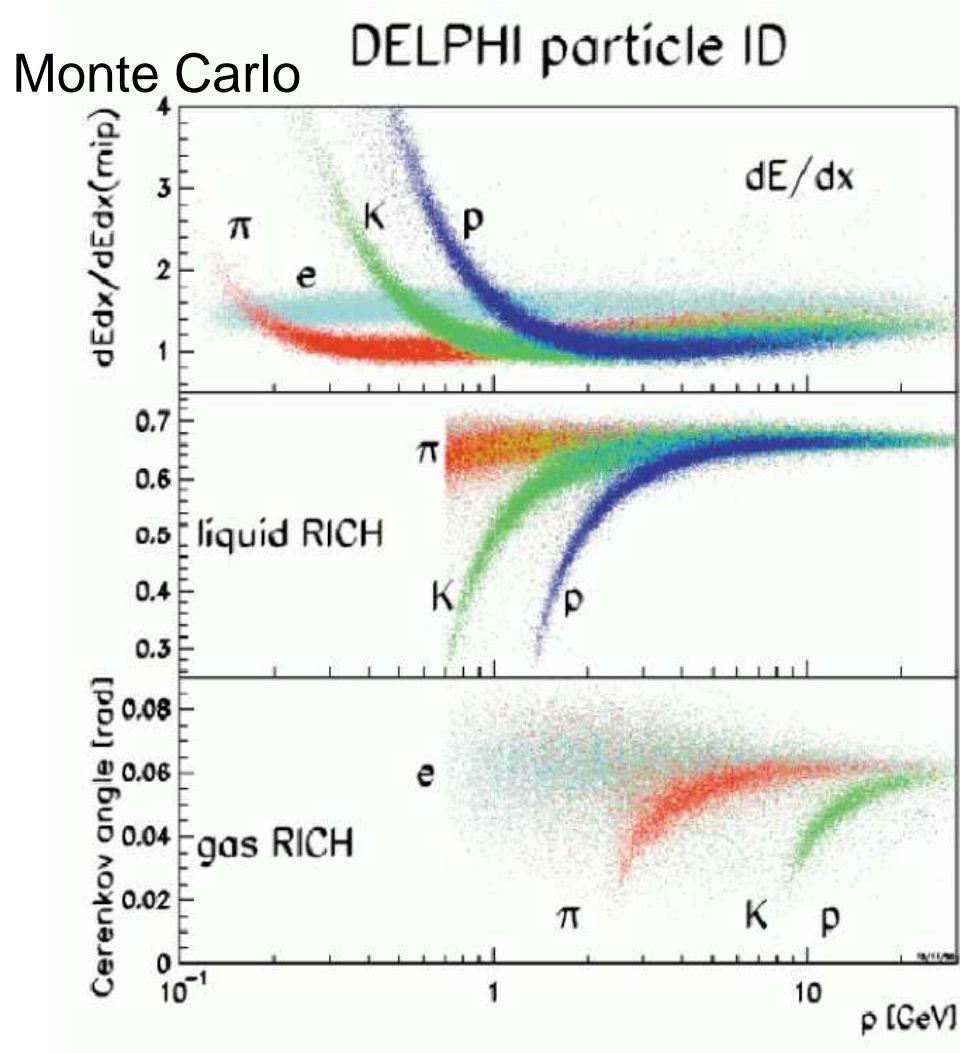 DELPHI particle ID
Monte Carlo
dEdx/dEdx(mip)
4
3
2
1
π
e
K
p
dE/dx
0.7
0.6
0.5
0.4
0.3
π
liquid RICH
K
p
Cerenkov angle [rad]
0.08
0.06
0.04
0.02
0
e
gas RICH
π
K
p
10⁻¹
1
10
p [GeV]